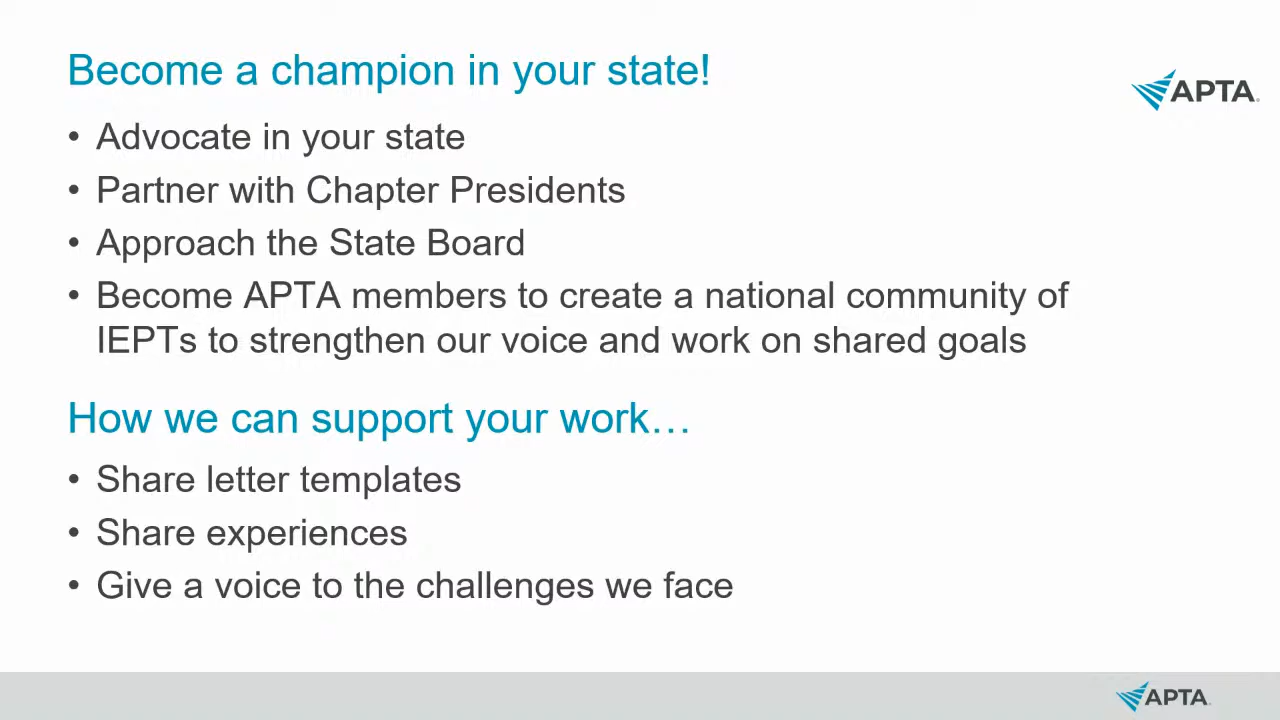 Become a champion in your state!
APTA
• Advocate in your state
• Partner with Chapter Presidents
• Approach the State Board
• Become APTA members to create a national community of
IEPTs to strengthen our voice and work on shared goals
How we can support your work…
• Share letter templates
• Share experiences
• Give a voice to the challenges we face
APTA